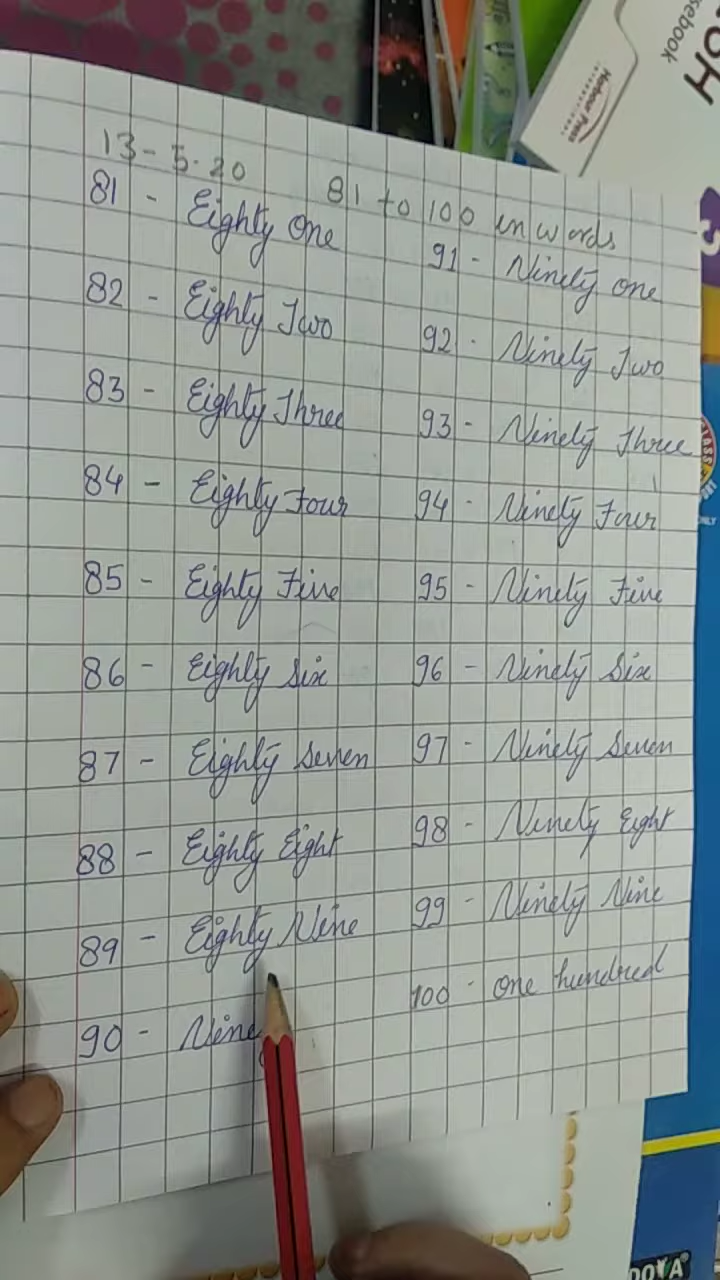 13-5-20
81 to 100 in words
81 - Eighty One
82 - Eighty Two
83 - Eighty Three
84 - Eighty Four
85 - Eighty Five
86 - Eighty Six
87 - Eighty Seven
88 - Eighty Eight
89 - Eighty Nine
90 -
91 - Ninety one
92 - Ninety Two
93 - Ninety Three
94 - Ninety Four
95 - Ninety Five
96 - Ninety Six
97 - Ninety Seven
98 - Ninety Eight
99 - Ninety Nine
100 - One hundred
Harbour Press
INTERNATIONAL